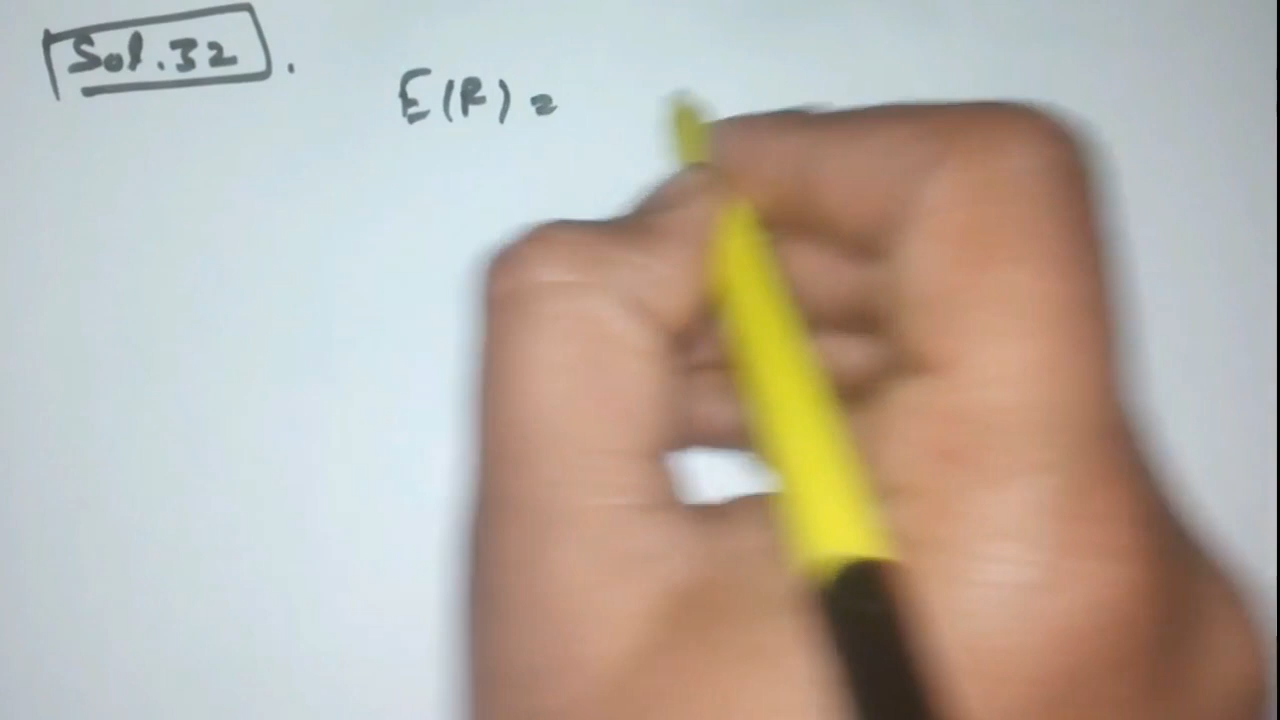 Sol. 32.
E(R) =